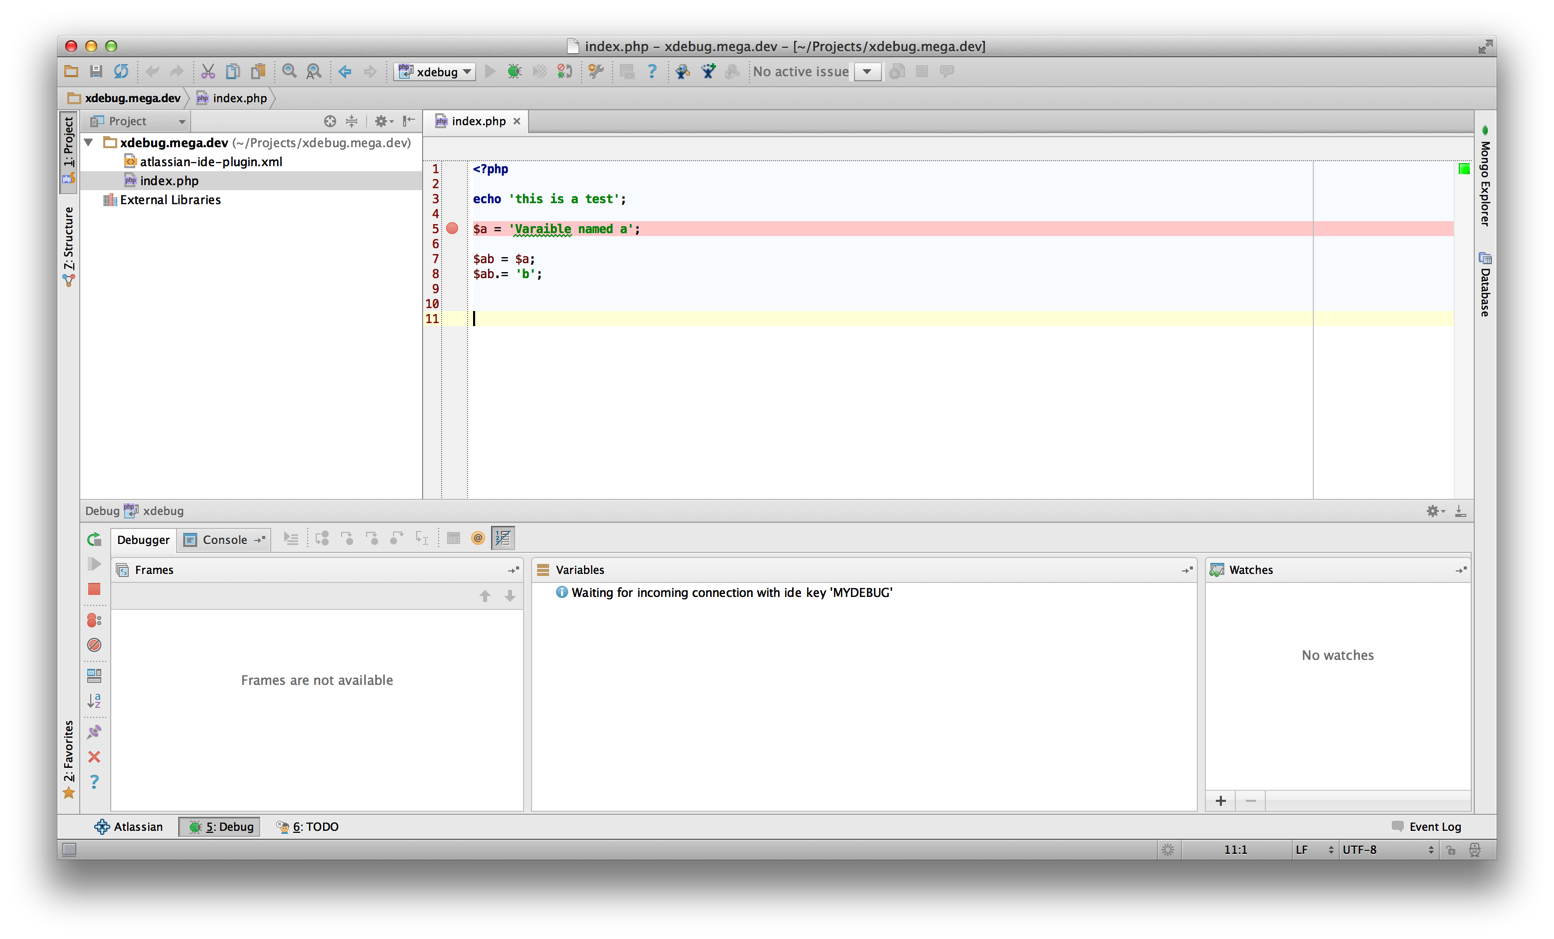 index.php – xdebug.mega.dev – [~/Projects/xdebug.mega.dev]
xdebug
No active issue
xdebug.mega.dev
index.php
1: Project
7: Structure
2: Favorites
Project
xdebug.mega.dev (~/Projects/xdebug.mega.dev)
atlassian-ide-plugin.xml
index.php
External Libraries
index.php
1 <?php
2
3 echo 'this is a test';
4
5 $a = 'Varaible named a';
6
7 $ab = $a;
8 $ab.= 'b';
9
10
11
Mongo Explorer
Database
Debug xdebug
Debugger
Console
Frames
Frames are not available
Variables
Waiting for incoming connection with ide key 'MYDEBUG'
Watches
No watches
Atlassian
5: Debug
6: TODO
Event Log
11:1
LF
UTF-8